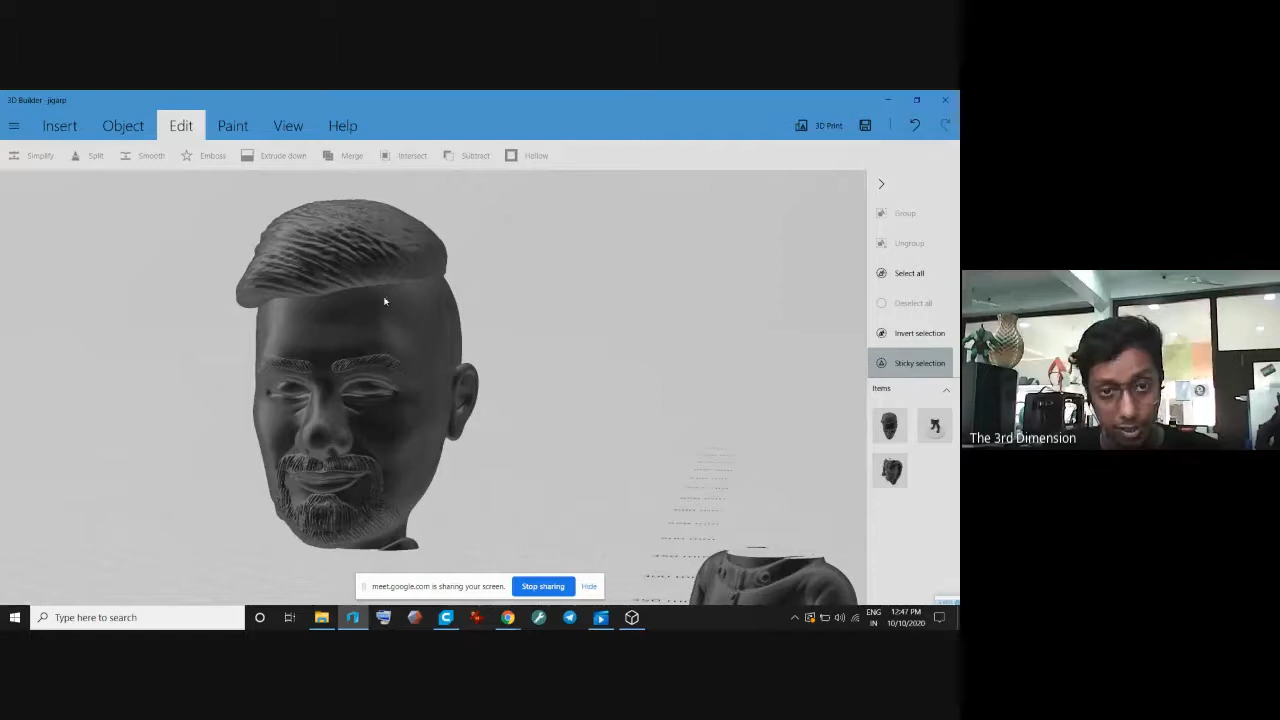 3D Builder - jigarp
Insert Object Edit Paint View Help 3D Print
Simplify Split Smooth Emboss Extrude down Merge Intersect Subtract Hollow
Group
Ungroup
Select all
Deselect all
Invert selection
Sticky selection
Items
The 3rd Dimension
meet.google.com is sharing your screen. Stop sharing Hide
Type here to search
ENG
IN
12:47 PM
10/10/2020